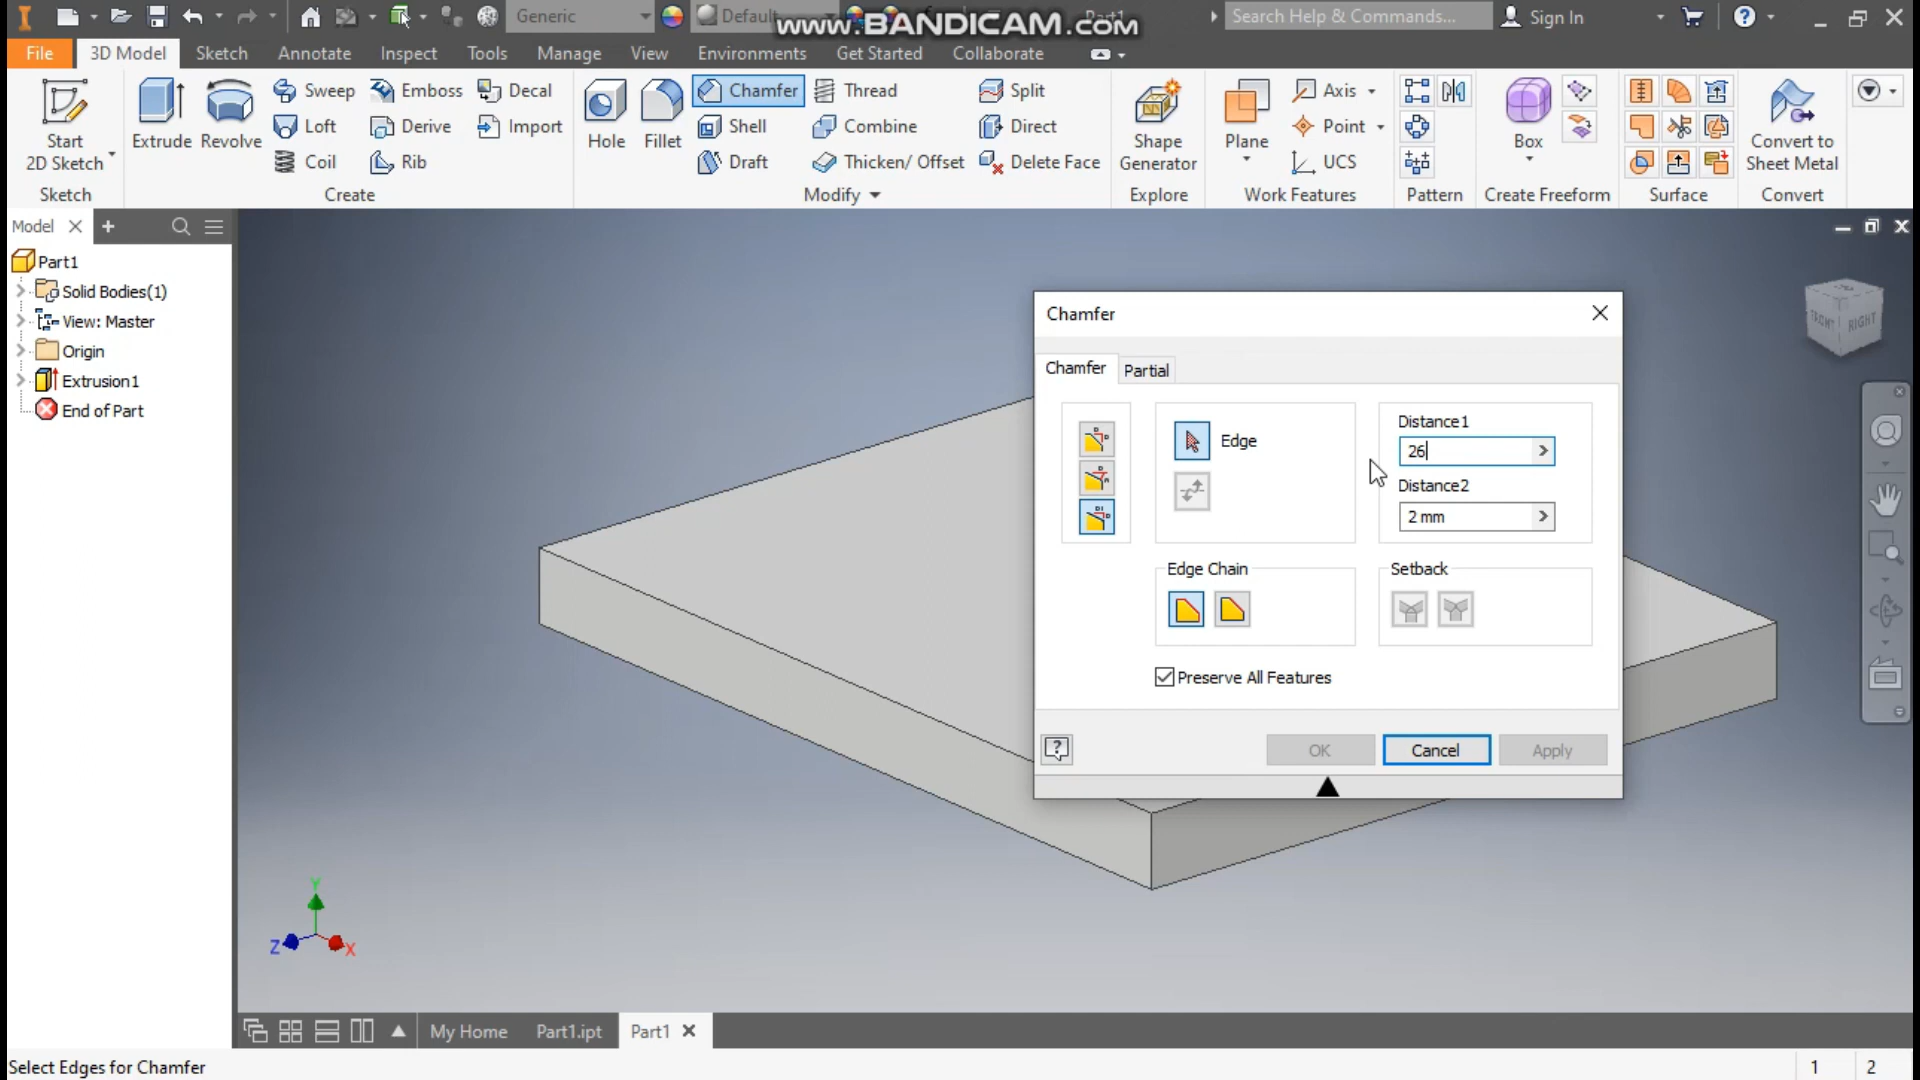 Generic
Default
www.BANDICAM.com
Search Help & Commands...
Sign In
File
3D Model
Sketch
Annotate
Inspect
Tools
Manage
View
Environments
Get Started
Collaborate
Start
2D Sketch
Extrude
Revolve
Sweep
Loft
Coil
Emboss
Derive
Rib
Decal
Import
Hole
Fillet
Chamfer
Shell
Draft
Thread
Combine
Thicken/ Offset
Split
Direct
Delete Face
Shape
Generator
Plane
Axis
Point
UCS
Box
Convert to
Sheet Metal
Sketch
Create
Modify
Explore
Work Features
Pattern
Create Freeform
Surface
Convert
Model
Part1
Solid Bodies(1)
View: Master
Origin
Extrusion1
End of Part
FRONT
RIGHT
Chamfer
Chamfer
Partial
Edge
Distance1
26
Distance2
2 mm
Edge Chain
Setback
Preserve All Features
OK
Cancel
Apply
Y
Z
X
My Home
Part1.ipt
Part1
Select Edges for Chamfer
1
2